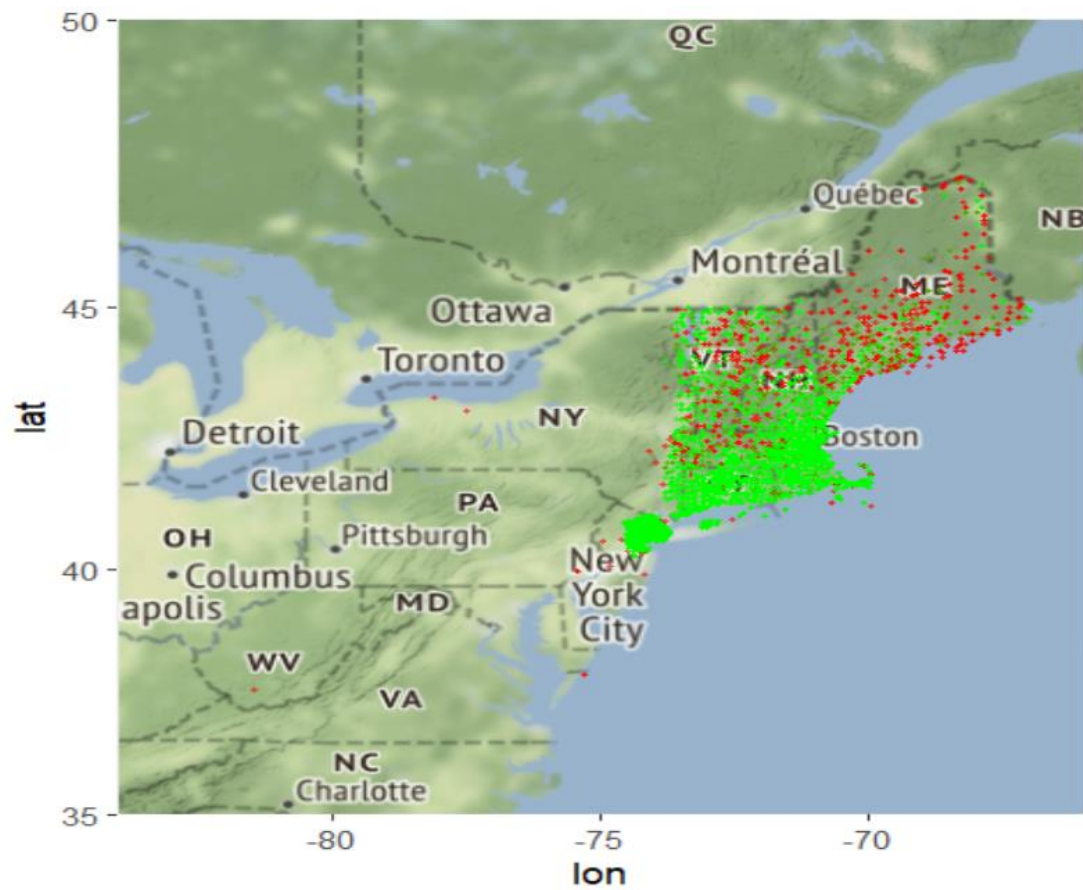 50
QC
Québec
NB
Montréal
ME
Ottawa
45
VT
NH
Toronto
NY
Detroit
Boston
Cleveland
PA
OH
Pittsburgh
40
Columbus
New
York
City
apolis
MD
WV
VA
NC
Charlotte
35
-80
-75
-70
lon
lat